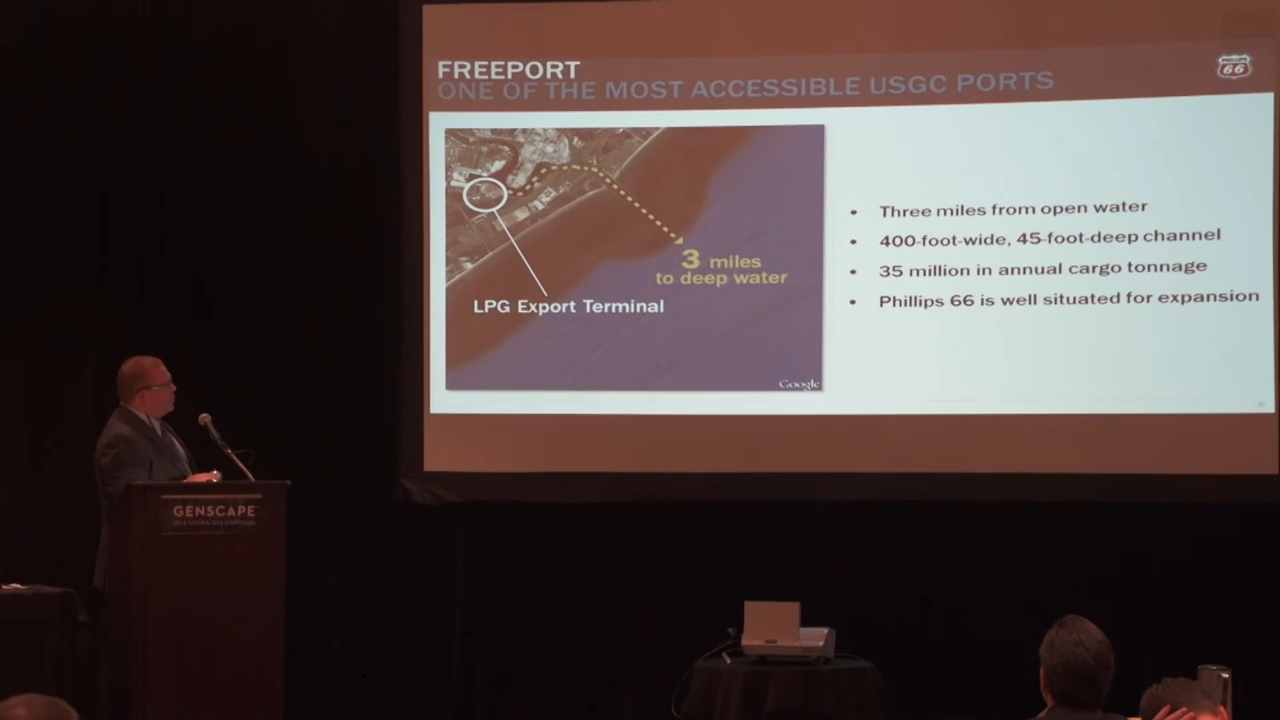 FREEPORT
ONE OF THE MOST ACCESSIBLE USGC PORTS
PHILLIPS
66
• Three miles from open water
• 400-foot-wide, 45-foot-deep channel
• 35 million in annual cargo tonnage
• Phillips 66 is well situated for expansion
3 miles
to deep water
LPG Export Terminal
Google
GENSCAPE